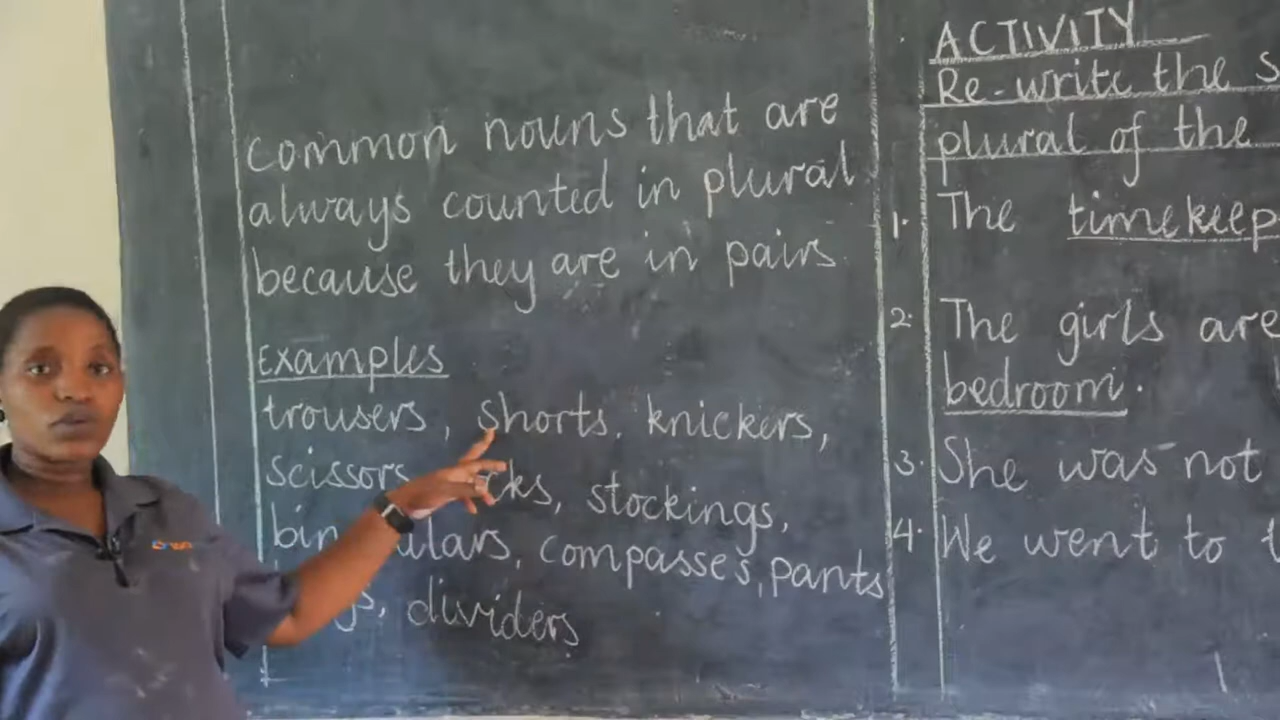 common nouns that are
always counted in plural
because they are in pairs.
Examples
trousers, shorts, knickers,
scissors stockings,
compasses, pants
dividers
ACTIVITY
Re-write the
plural of the
1. The
2. The girls are
bedroom.
3. She was not
4. We went to